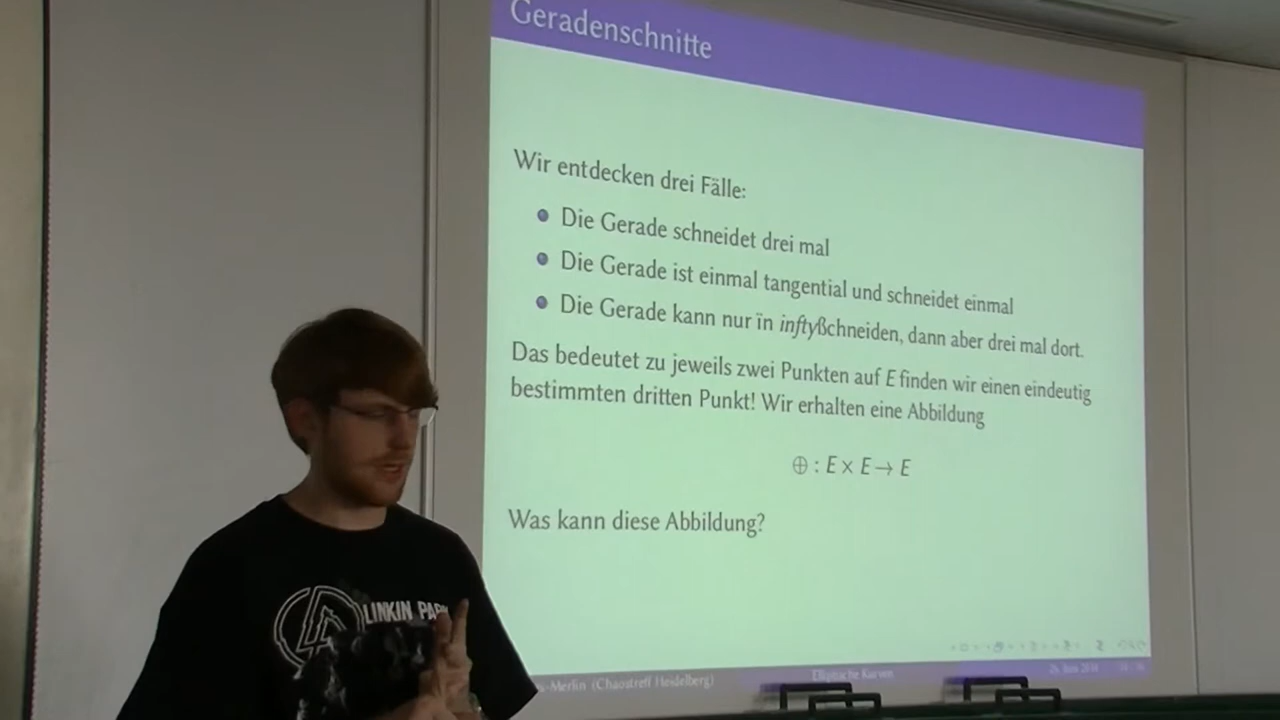 Geradenschnitte
Wir entdecken drei Fälle:
Die Gerade schneidet drei mal
Die Gerade ist einmal tangential und schneidet einmal
Die Gerade kann nur ïn inftyßchneiden, dann aber drei mal dort.
Das bedeutet zu jeweils zwei Punkten auf E finden wir einen eindeutig
bestimmten dritten Punkt! Wir erhalten eine Abbildung
⊕ : E × E → E
Was kann diese Abbildung?
LINKIN PARK
s-Merlin (Chaostreff Heidelberg)
Elliptische Kurven